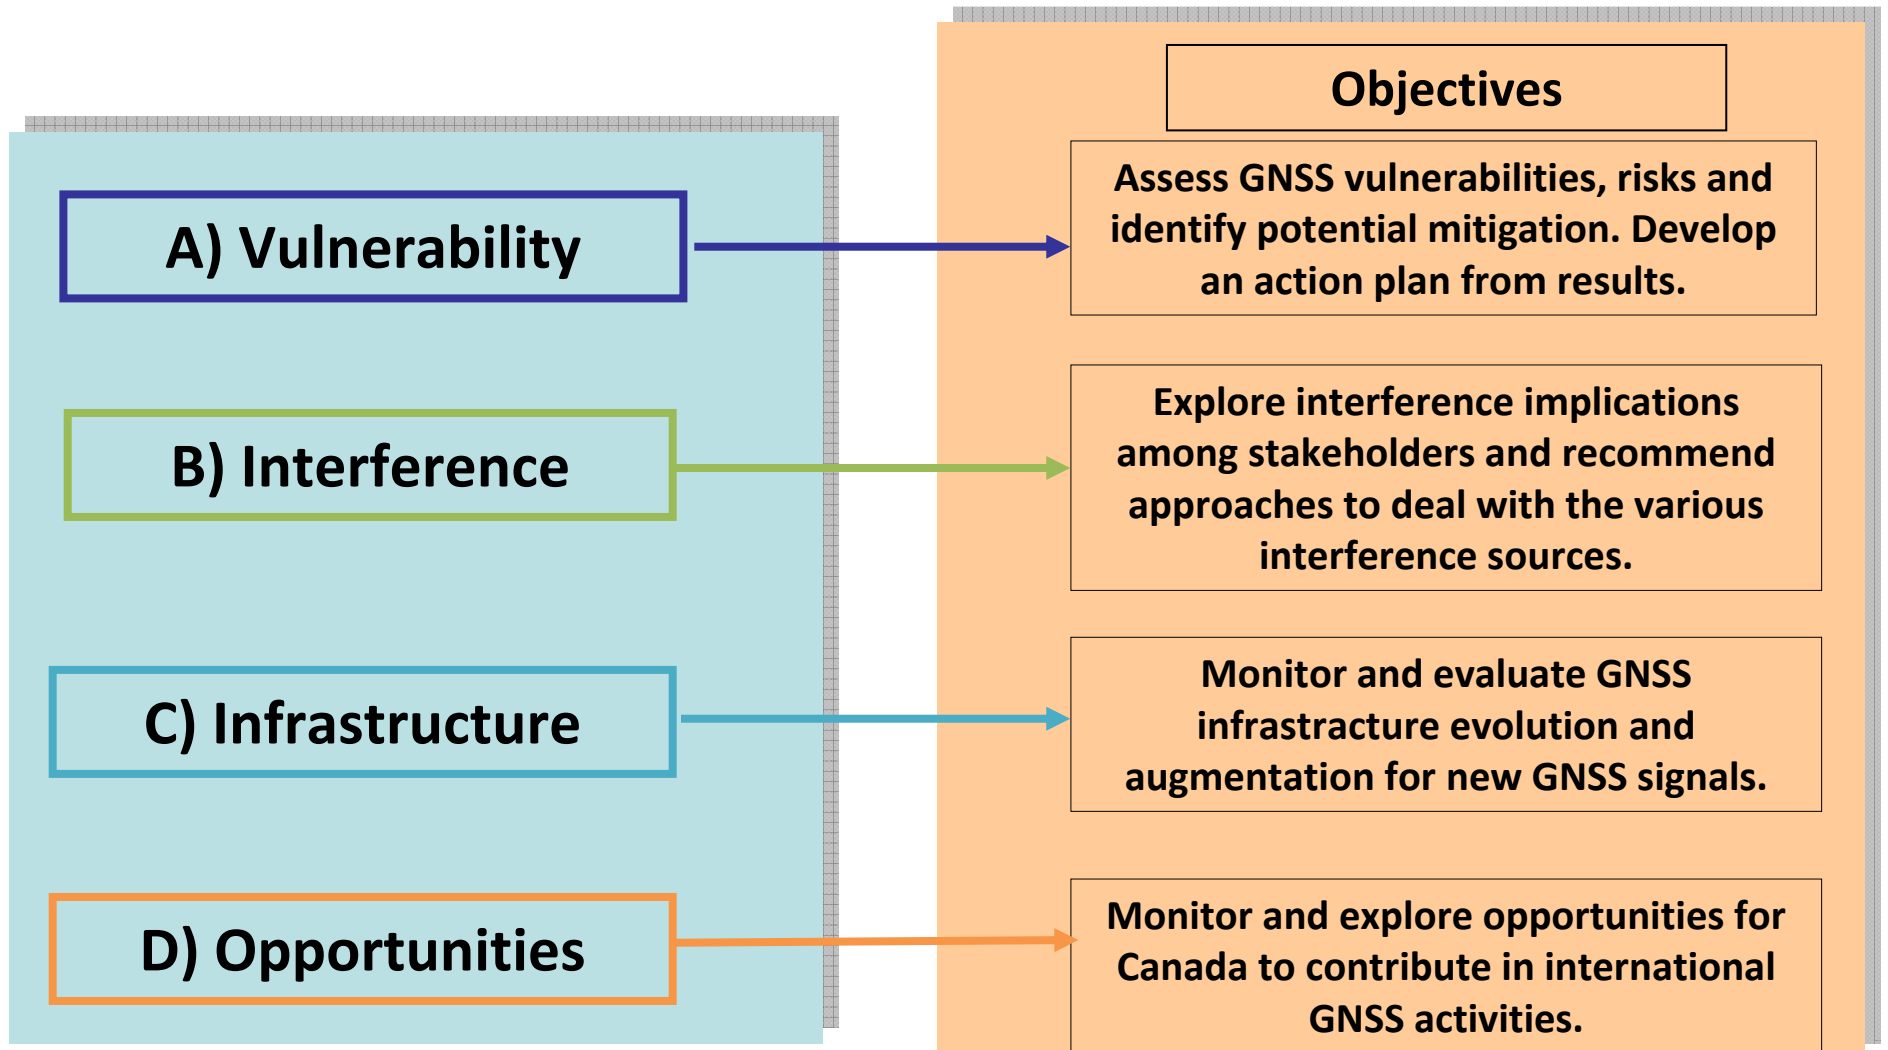 Objectives
A) Vulnerability
Assess GNSS vulnerabilities, risks and
identify potential mitigation. Develop
an action plan from results.
B) Interference
Explore interference implications
among stakeholders and recommend
approaches to deal with the various
interference sources.
C) Infrastructure
Monitor and evaluate GNSS
infrastracture evolution and
augmentation for new GNSS signals.
D) Opportunities
Monitor and explore opportunities for
Canada to contribute in international
GNSS activities.